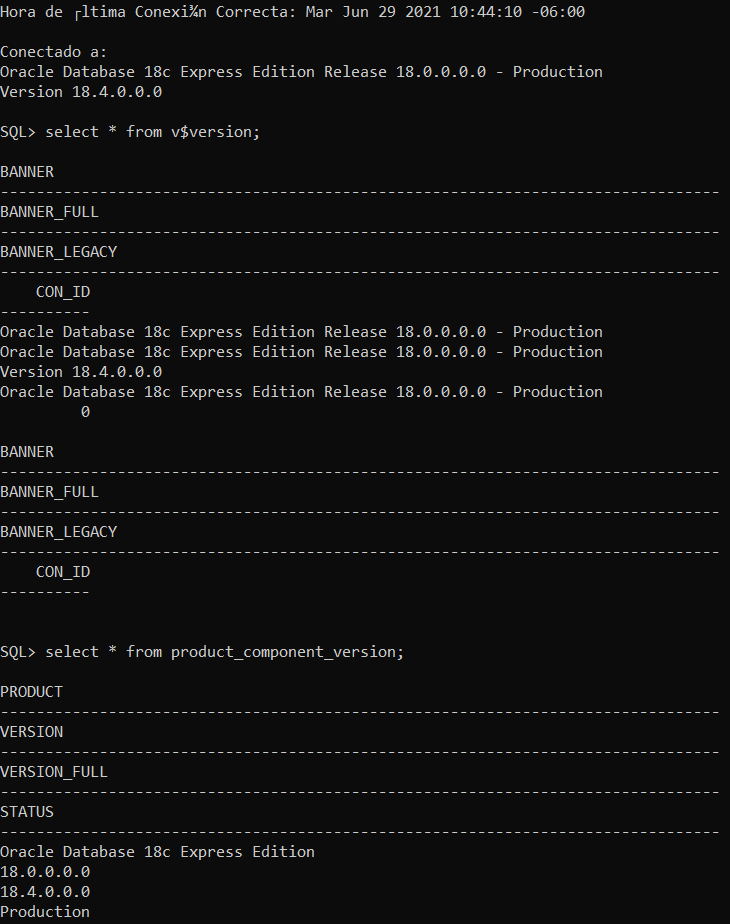 Hora de ┌ltima Conexi¾n Correcta: Mar Jun 29 2021 10:44:10 -06:00
Conectado a:
Oracle Database 18c Express Edition Release 18.0.0.0.0 - Production
Version 18.4.0.0.0
SQL> select * from v$version;
BANNER
--------------------------------------------------------------------------------
BANNER_FULL
--------------------------------------------------------------------------------
BANNER_LEGACY
--------------------------------------------------------------------------------
    CON_ID
----------
Oracle Database 18c Express Edition Release 18.0.0.0.0 - Production
Oracle Database 18c Express Edition Release 18.0.0.0.0 - Production
Version 18.4.0.0.0
Oracle Database 18c Express Edition Release 18.0.0.0.0 - Production
         0
BANNER
--------------------------------------------------------------------------------
BANNER_FULL
--------------------------------------------------------------------------------
BANNER_LEGACY
--------------------------------------------------------------------------------
    CON_ID
----------
SQL> select * from product_component_version;
PRODUCT
--------------------------------------------------------------------------------
VERSION
--------------------------------------------------------------------------------
VERSION_FULL
--------------------------------------------------------------------------------
STATUS
--------------------------------------------------------------------------------
Oracle Database 18c Express Edition
18.0.0.0.0
18.4.0.0.0
Production